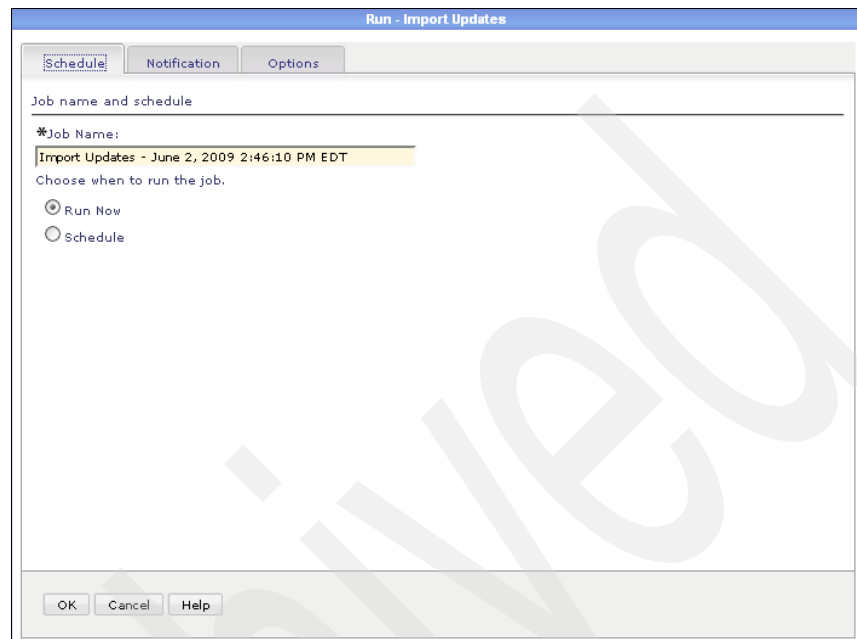 Run - Import Updates
Schedule Notification Options
Job name and schedule
*Job Name:
Import Updates - June 2, 2009 2:46:10 PM EDT
Choose when to run the job.
Run Now
Schedule
OK Cancel Help